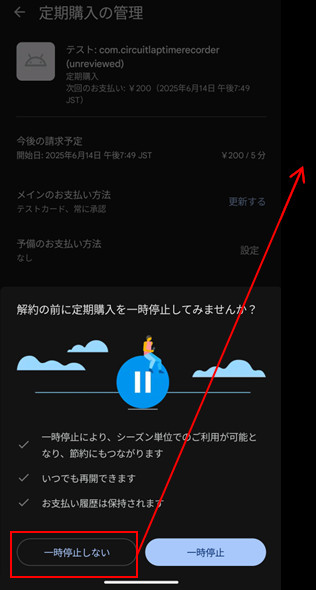 定期購入の管理
テスト: com.circuitlaptimerecorder
(unreviewed)
定期購入
次回のお支払い: ¥200（2025年6月14日 午後7:49
JST）
今後の請求予定
開始日: 2025年6月14日 午後7:49 JST
¥200 / 5 分
メインのお支払い方法
テストカード、常に承認
更新する
予備のお支払い方法
なし
設定
解約の前に定期購入を一時停止してみませんか？
一時停止により、シーズン単位でのご利用が可能と
なり、節約にもつながります
いつでも再開できます
お支払い履歴は保持されます
一時停止しない
一時停止